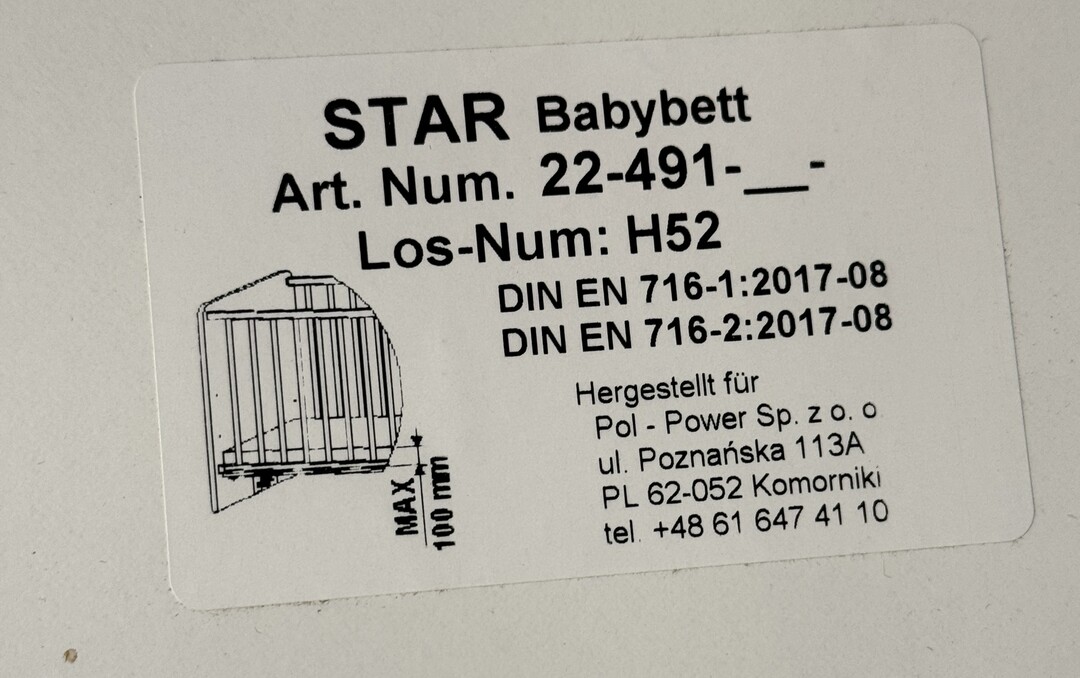 STAR Babybett
Art. Num. 22-491-__-
Los-Num: H52
DIN EN 716-1:2017-08
DIN EN 716-2:2017-08
Hergestellt für
Pol - Power Sp. z o. o
ul. Poznańska 113A
PL 62-052 Komorniki
tel. +48 61 647 41 10
MAX
100 mm